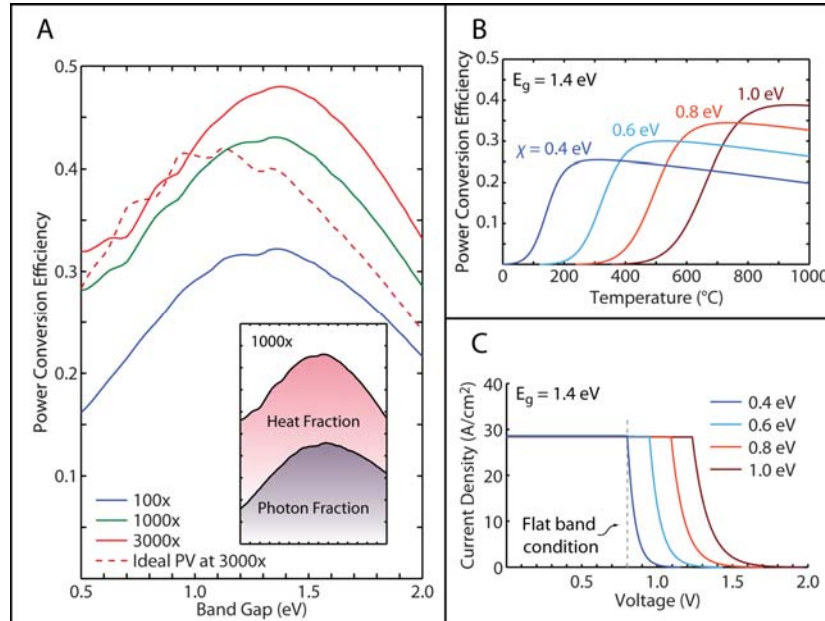 A
Power Conversion Efficiency
0.5
0.4
0.3
0.2
0.1
0.5
1.0
1.5
2.0
Band Gap (eV)
100x
1000x
3000x
Ideal PV at 3000x
1000x
Heat Fraction
Photon Fraction
B
Power Conversion Efficiency
0.5
0.4
0.3
0.2
0.1
E_g = 1.4 eV
χ = 0.4 eV
0.6 eV
0.8 eV
1.0 eV
0
200
400
600
800
1000
Temperature (°C)
C
Current Density (A/cm²)
40
30
20
10
0
E_g = 1.4 eV
0.4 eV
0.6 eV
0.8 eV
1.0 eV
Flat band
condition
0.5
1.0
1.5
2.0
Voltage (V)